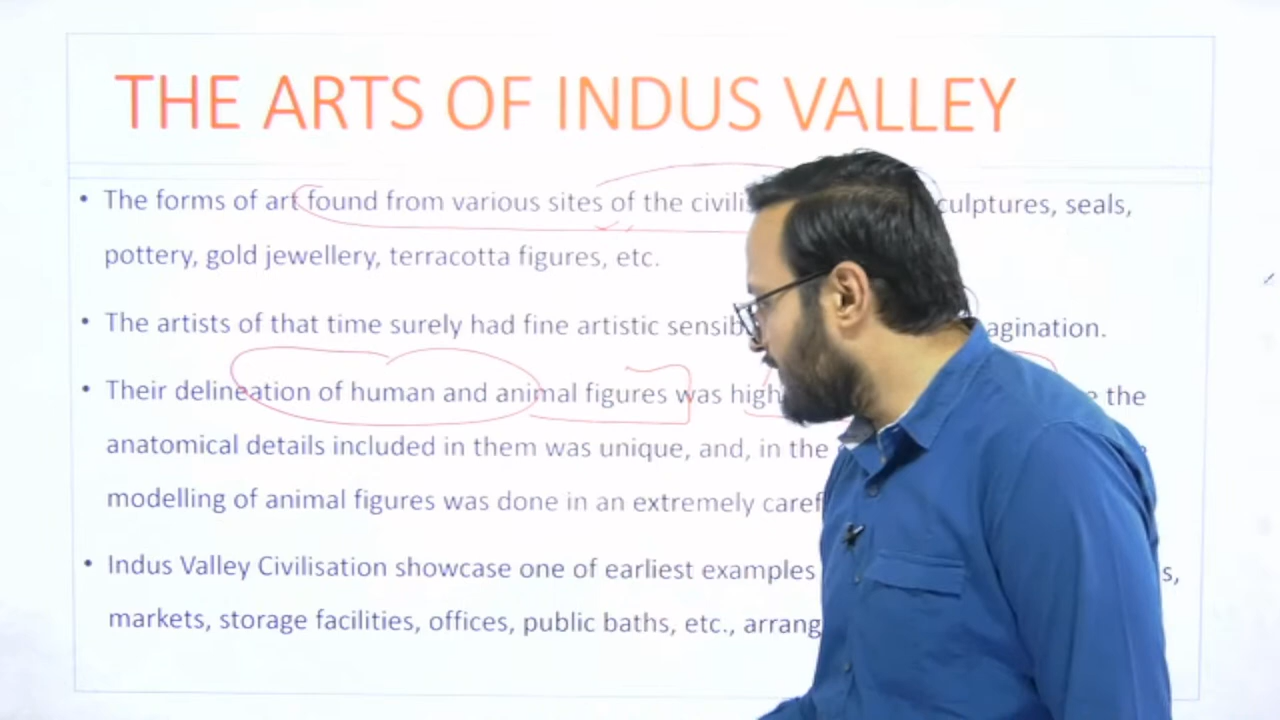 THE ARTS OF INDUS VALLEY
• The forms of art found from various sites of the civilis culptures, seals,
pottery, gold jewellery, terracotta figures, etc.
• The artists of that time surely had fine artistic sensib agination.
• Their delineation of human and animal figures was high the
anatomical details included in them was unique, and, in the
modelling of animal figures was done in an extremely caref
• Indus Valley Civilisation showcase one of earliest examples s,
markets, storage facilities, offices, public baths, etc., arrang